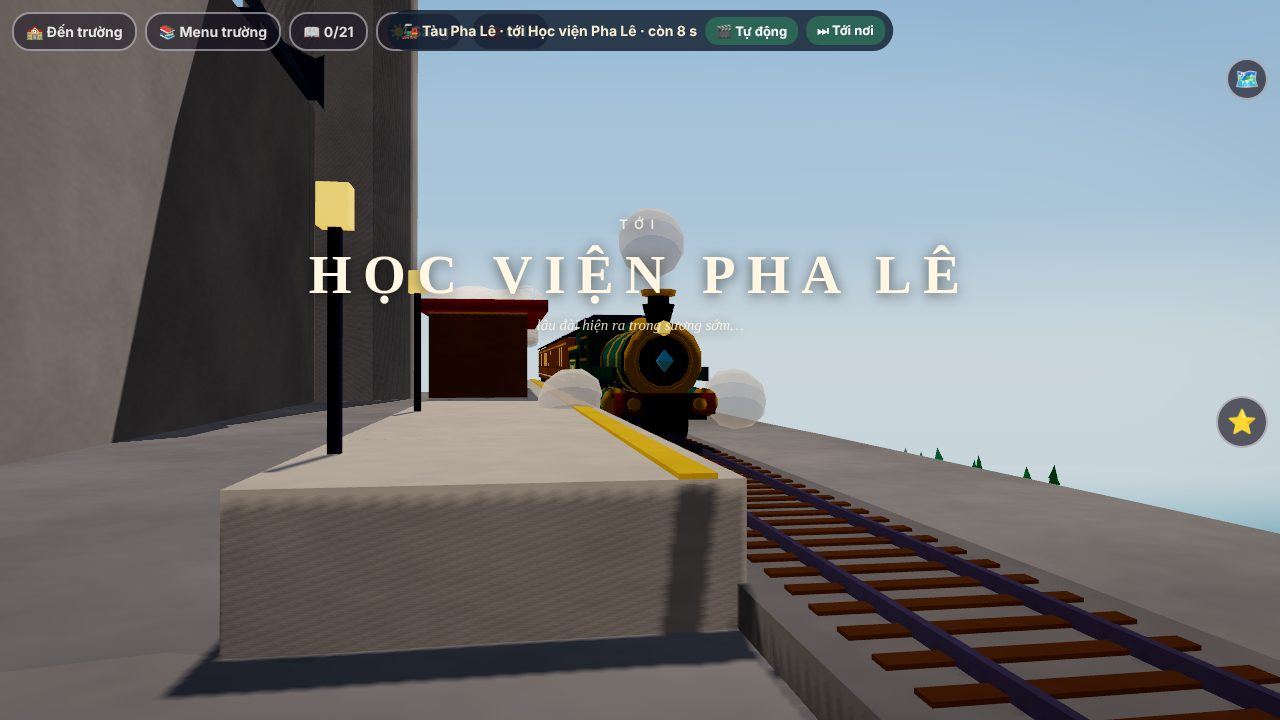 Đến trường
Menu trường
0/21
Tàu Pha Lê · tới Học viện Pha Lê · còn 8 s
Tự động
Tới nơi
TỚI
HỌC VIỆN PHA LÊ
lâu đài hiện ra trong sương sớm…